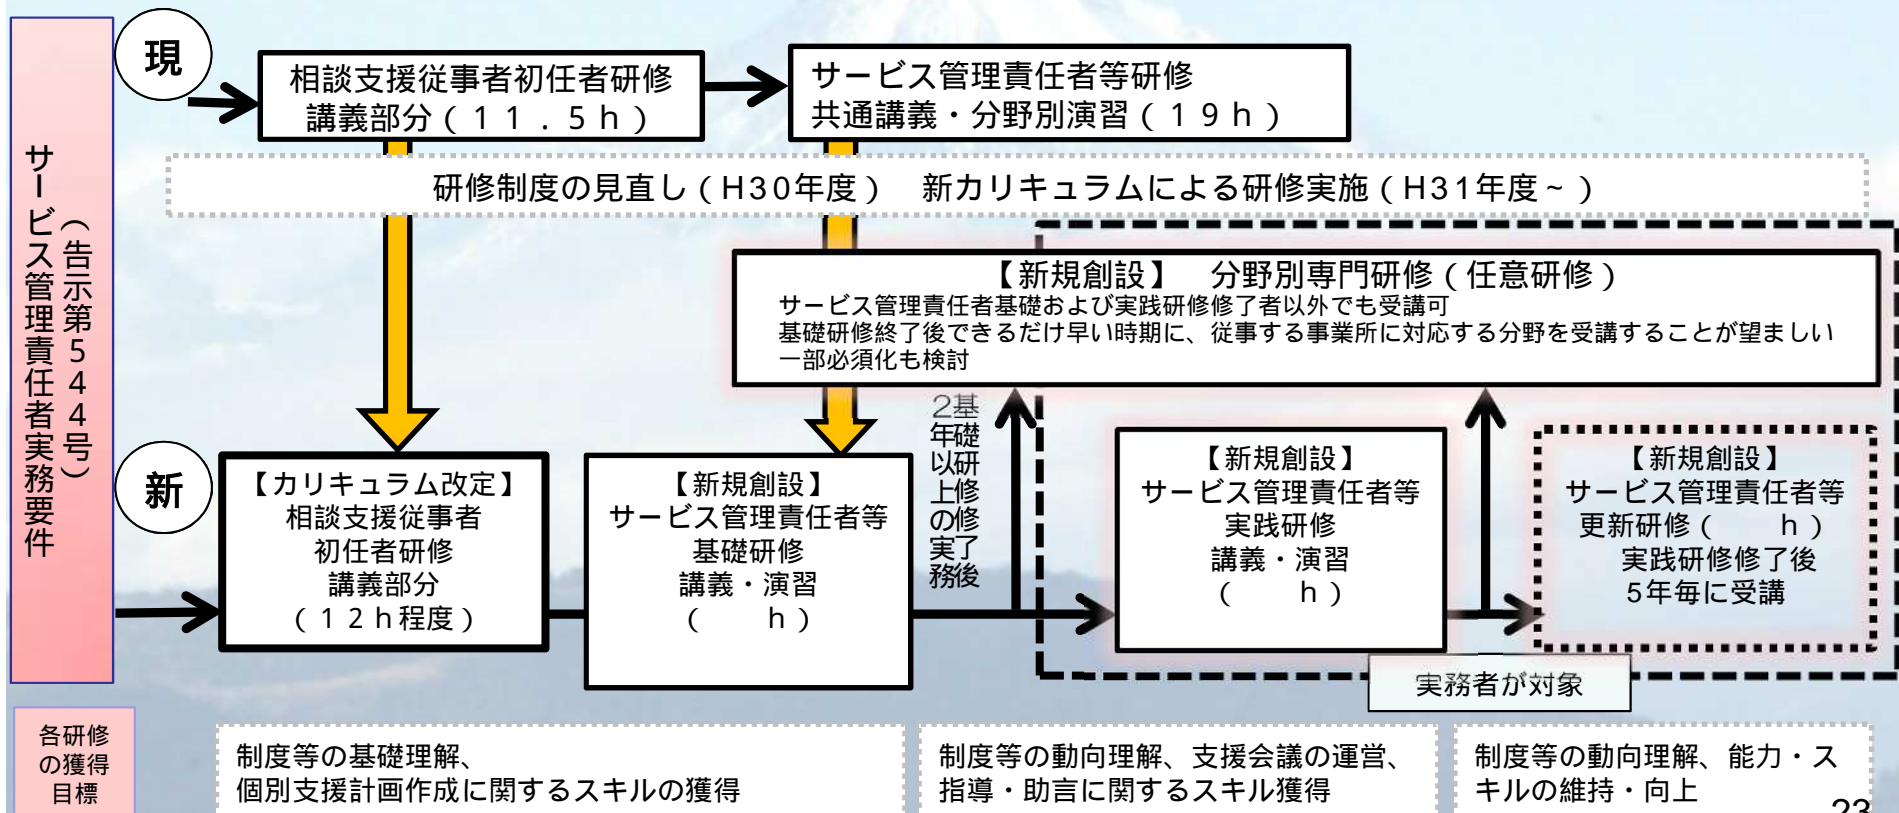 サービス管理責任者実務要件
（告示第５４４号）
現
相談支援従事者初任者研修
講義部分（１１．５ｈ）
サービス管理責任者等研修
共通講義・分野別演習（１９ｈ）
研修制度の見直し（H30年度）　新カリキュラムによる研修実施（H31年度~）
【新規創設】　分野別専門研修（任意研修）
サービス管理責任者基礎および実践研修修了者以外でも受講可
基礎研修終了後できるだけ早い時期に、従事する事業所に対応する分野を受講することが望ましい
一部必須化も検討
新
【カリキュラム改定】
相談支援従事者
初任者研修
講義部分
（１２ｈ程度）
【新規創設】
サービス管理責任者等
基礎研修
講義・演習
（　　ｈ）
基礎研修修了後
2年以上の実務
【新規創設】
サービス管理責任者等
実践研修
講義・演習
（　　ｈ）
【新規創設】
サービス管理責任者等
更新研修（　　ｈ）
実践研修修了後
5年毎に受講
実務者が対象
各研修
の獲得
目標
制度等の基礎理解、
個別支援計画作成に関するスキルの獲得
制度等の動向理解、支援会議の運営、
指導・助言に関するスキル獲得
制度等の動向理解、能力・ス
キルの維持・向上
23